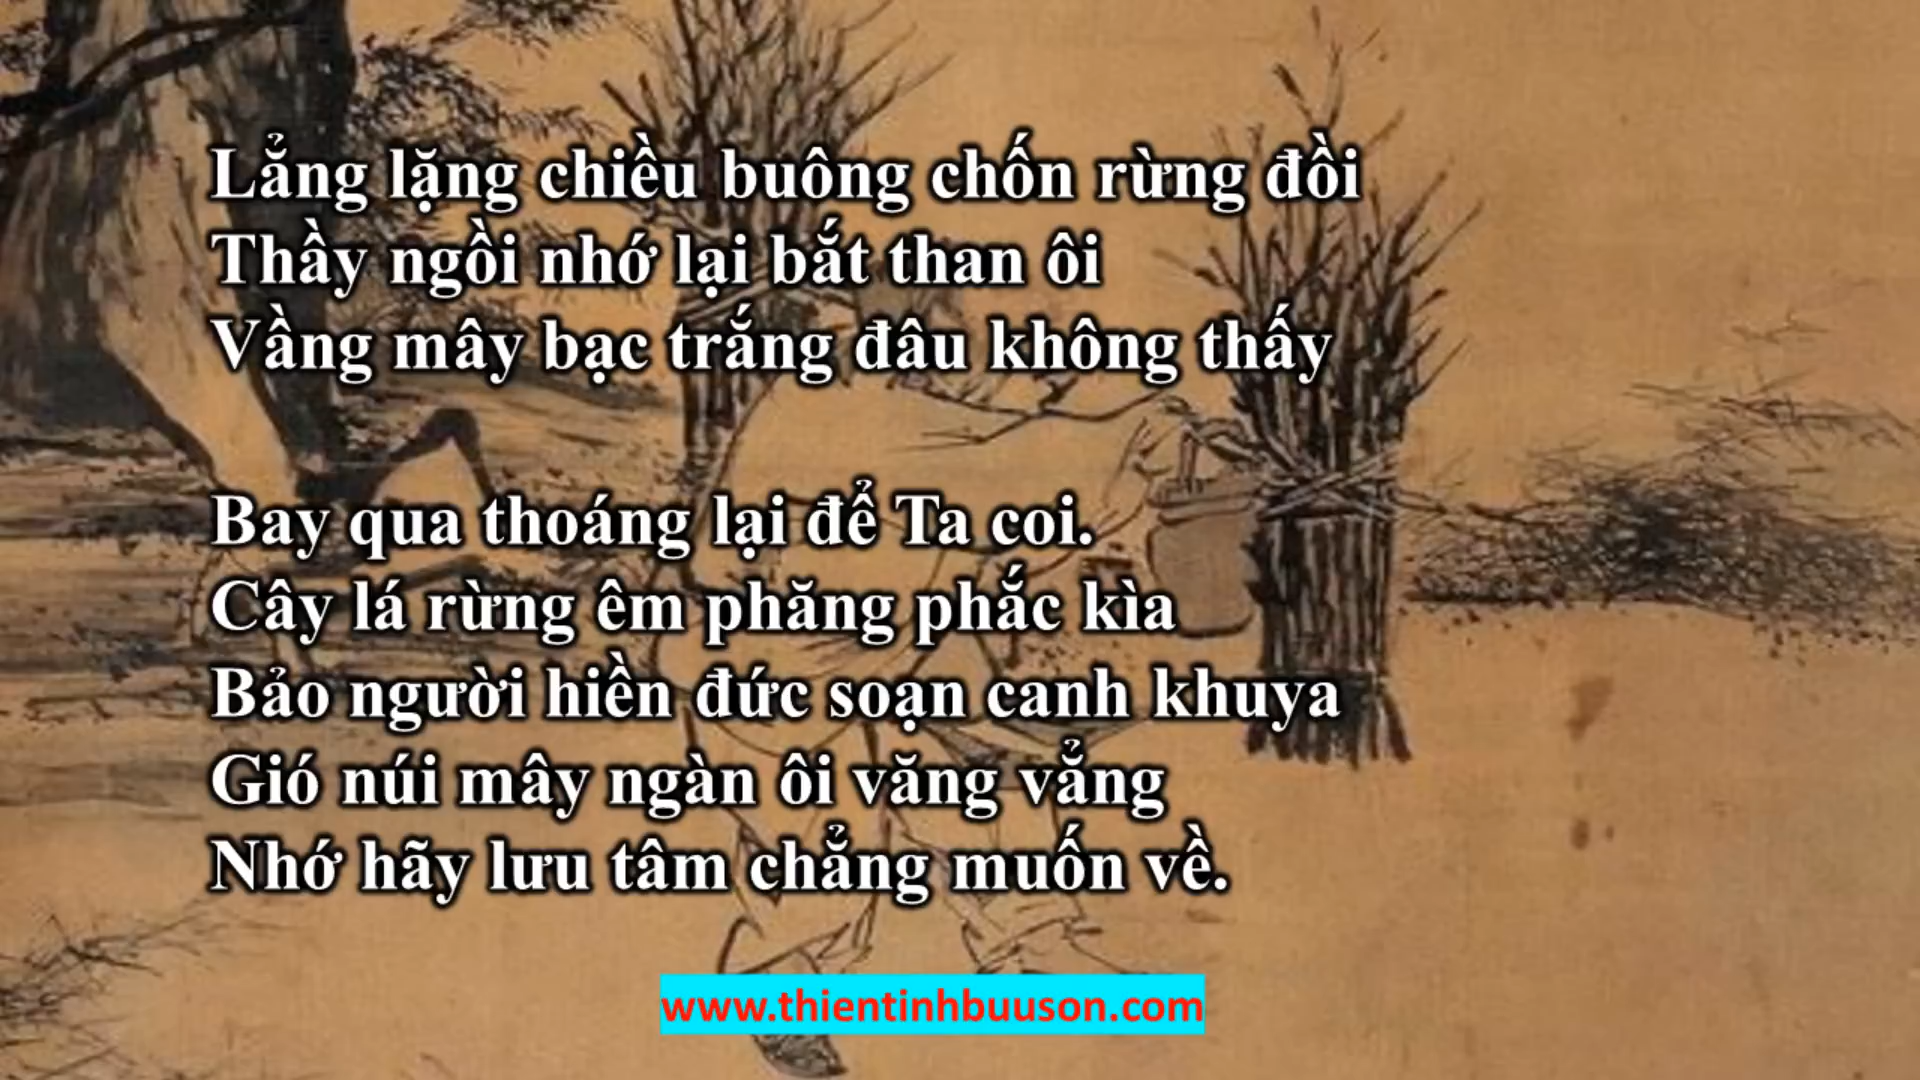 Lẳng lặng chiều buông chốn rừng đồi
Thầy ngồi nhớ lại bắt than ôi
Vầng mây bạc trắng đâu không thấy
Bay qua thoáng lại để Ta coi.
Cây lá rừng êm phăng phắc kìa
Bảo người hiền đức soạn canh khuya
Gió núi mây ngàn ôi văng vẳng
Nhớ hãy lưu tâm chẳng muốn về.
www.thientinhbuuson.com